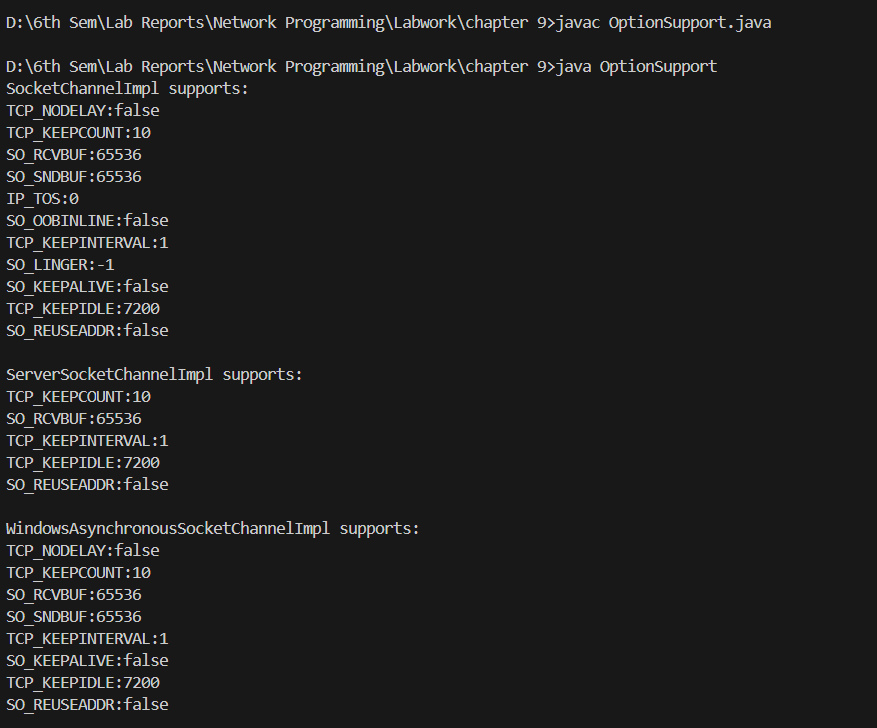 D:\6th Sem\Lab Reports\Network Programming\Labwork\chapter 9>javac OptionSupport.java
D:\6th Sem\Lab Reports\Network Programming\Labwork\chapter 9>java OptionSupport
SocketChannelImpl supports:
TCP_NODELAY:false
TCP_KEEPCOUNT:10
SO_RCVBUF:65536
SO_SNDBUF:65536
IP_TOS:0
SO_OOBINLINE:false
TCP_KEEPINTERVAL:1
SO_LINGER:-1
SO_KEEPALIVE:false
TCP_KEEPIDLE:7200
SO_REUSEADDR:false
ServerSocketChannelImpl supports:
TCP_KEEPCOUNT:10
SO_RCVBUF:65536
TCP_KEEPINTERVAL:1
TCP_KEEPIDLE:7200
SO_REUSEADDR:false
WindowsAsynchronousSocketChannelImpl supports:
TCP_NODELAY:false
TCP_KEEPCOUNT:10
SO_RCVBUF:65536
SO_SNDBUF:65536
TCP_KEEPINTERVAL:1
SO_KEEPALIVE:false
TCP_KEEPIDLE:7200
SO_REUSEADDR:false